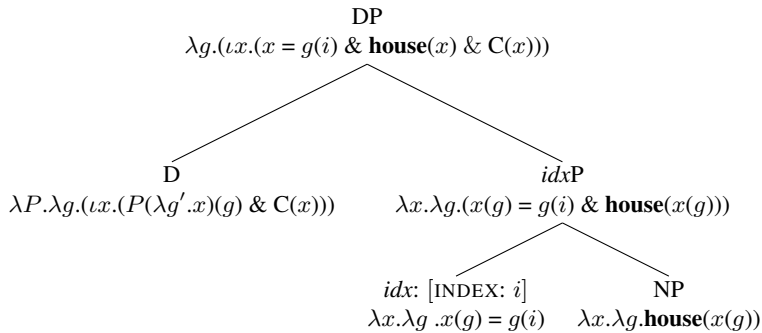 DP
λg.(ιx.(x = g(i) & house(x) & C(x)))
D
idxP
λP.λg.(ιx.(P(λg′.x)(g) & C(x)))
λx.λg.(x(g) = g(i) & house(x(g)))
idx: [INDEX: i]
NP
λx.λg .x(g) = g(i)
λx.λg.house(x(g))